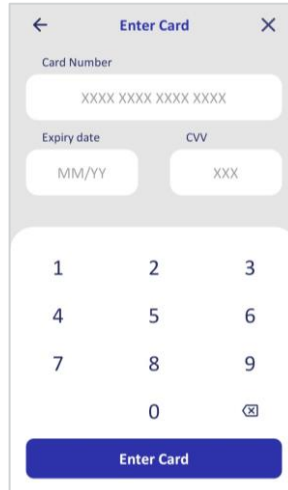 Enter Card
Card Number
XXXX XXXX XXXX XXXX
Expiry date CVV
MM/YY XXX
1 2 3
4 5 6
7 8 9
0
Enter Card